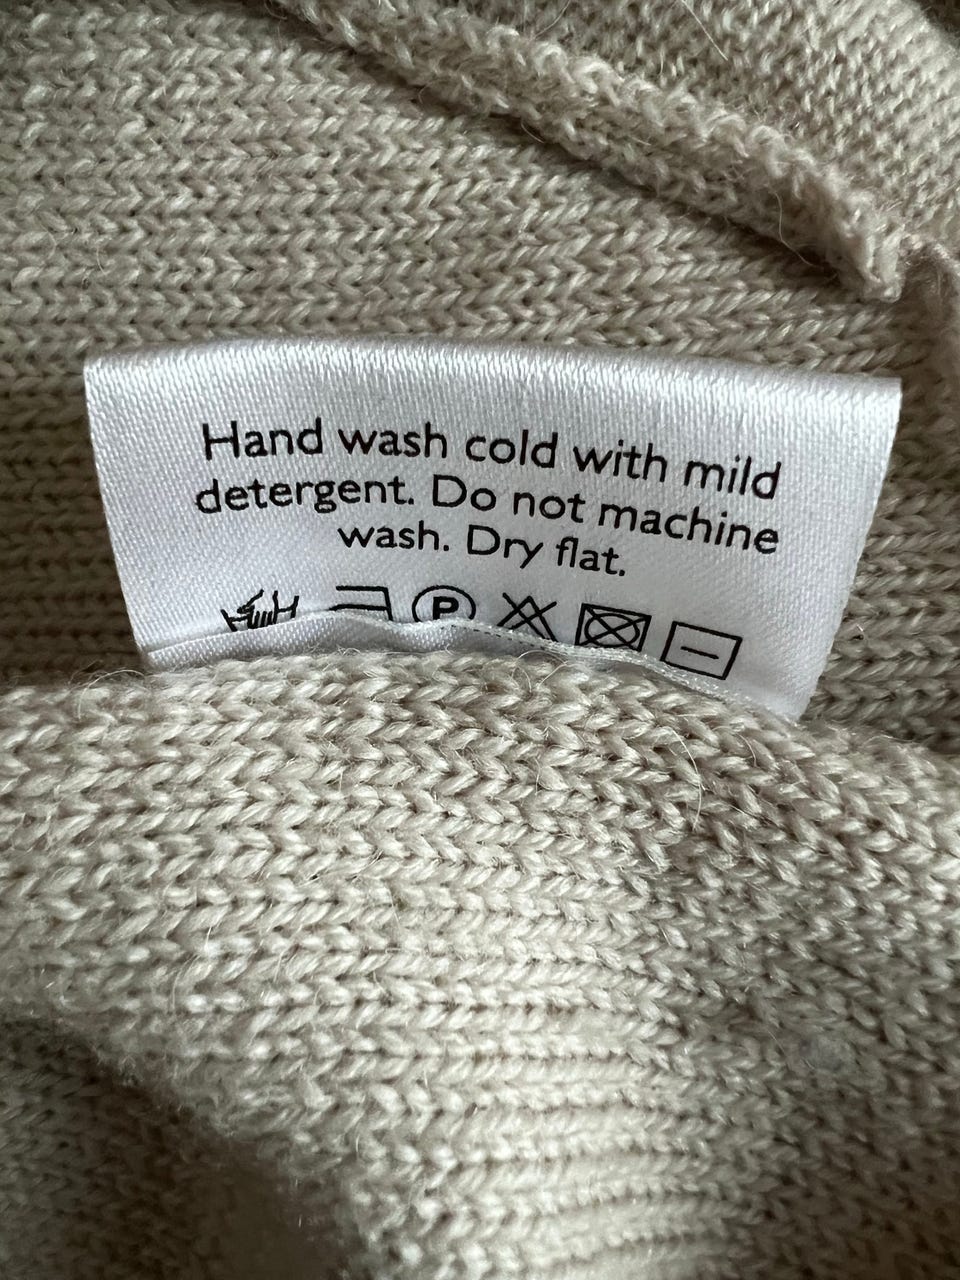 Hand wash cold with mild
detergent. Do not machine
wash. Dry flat.
P